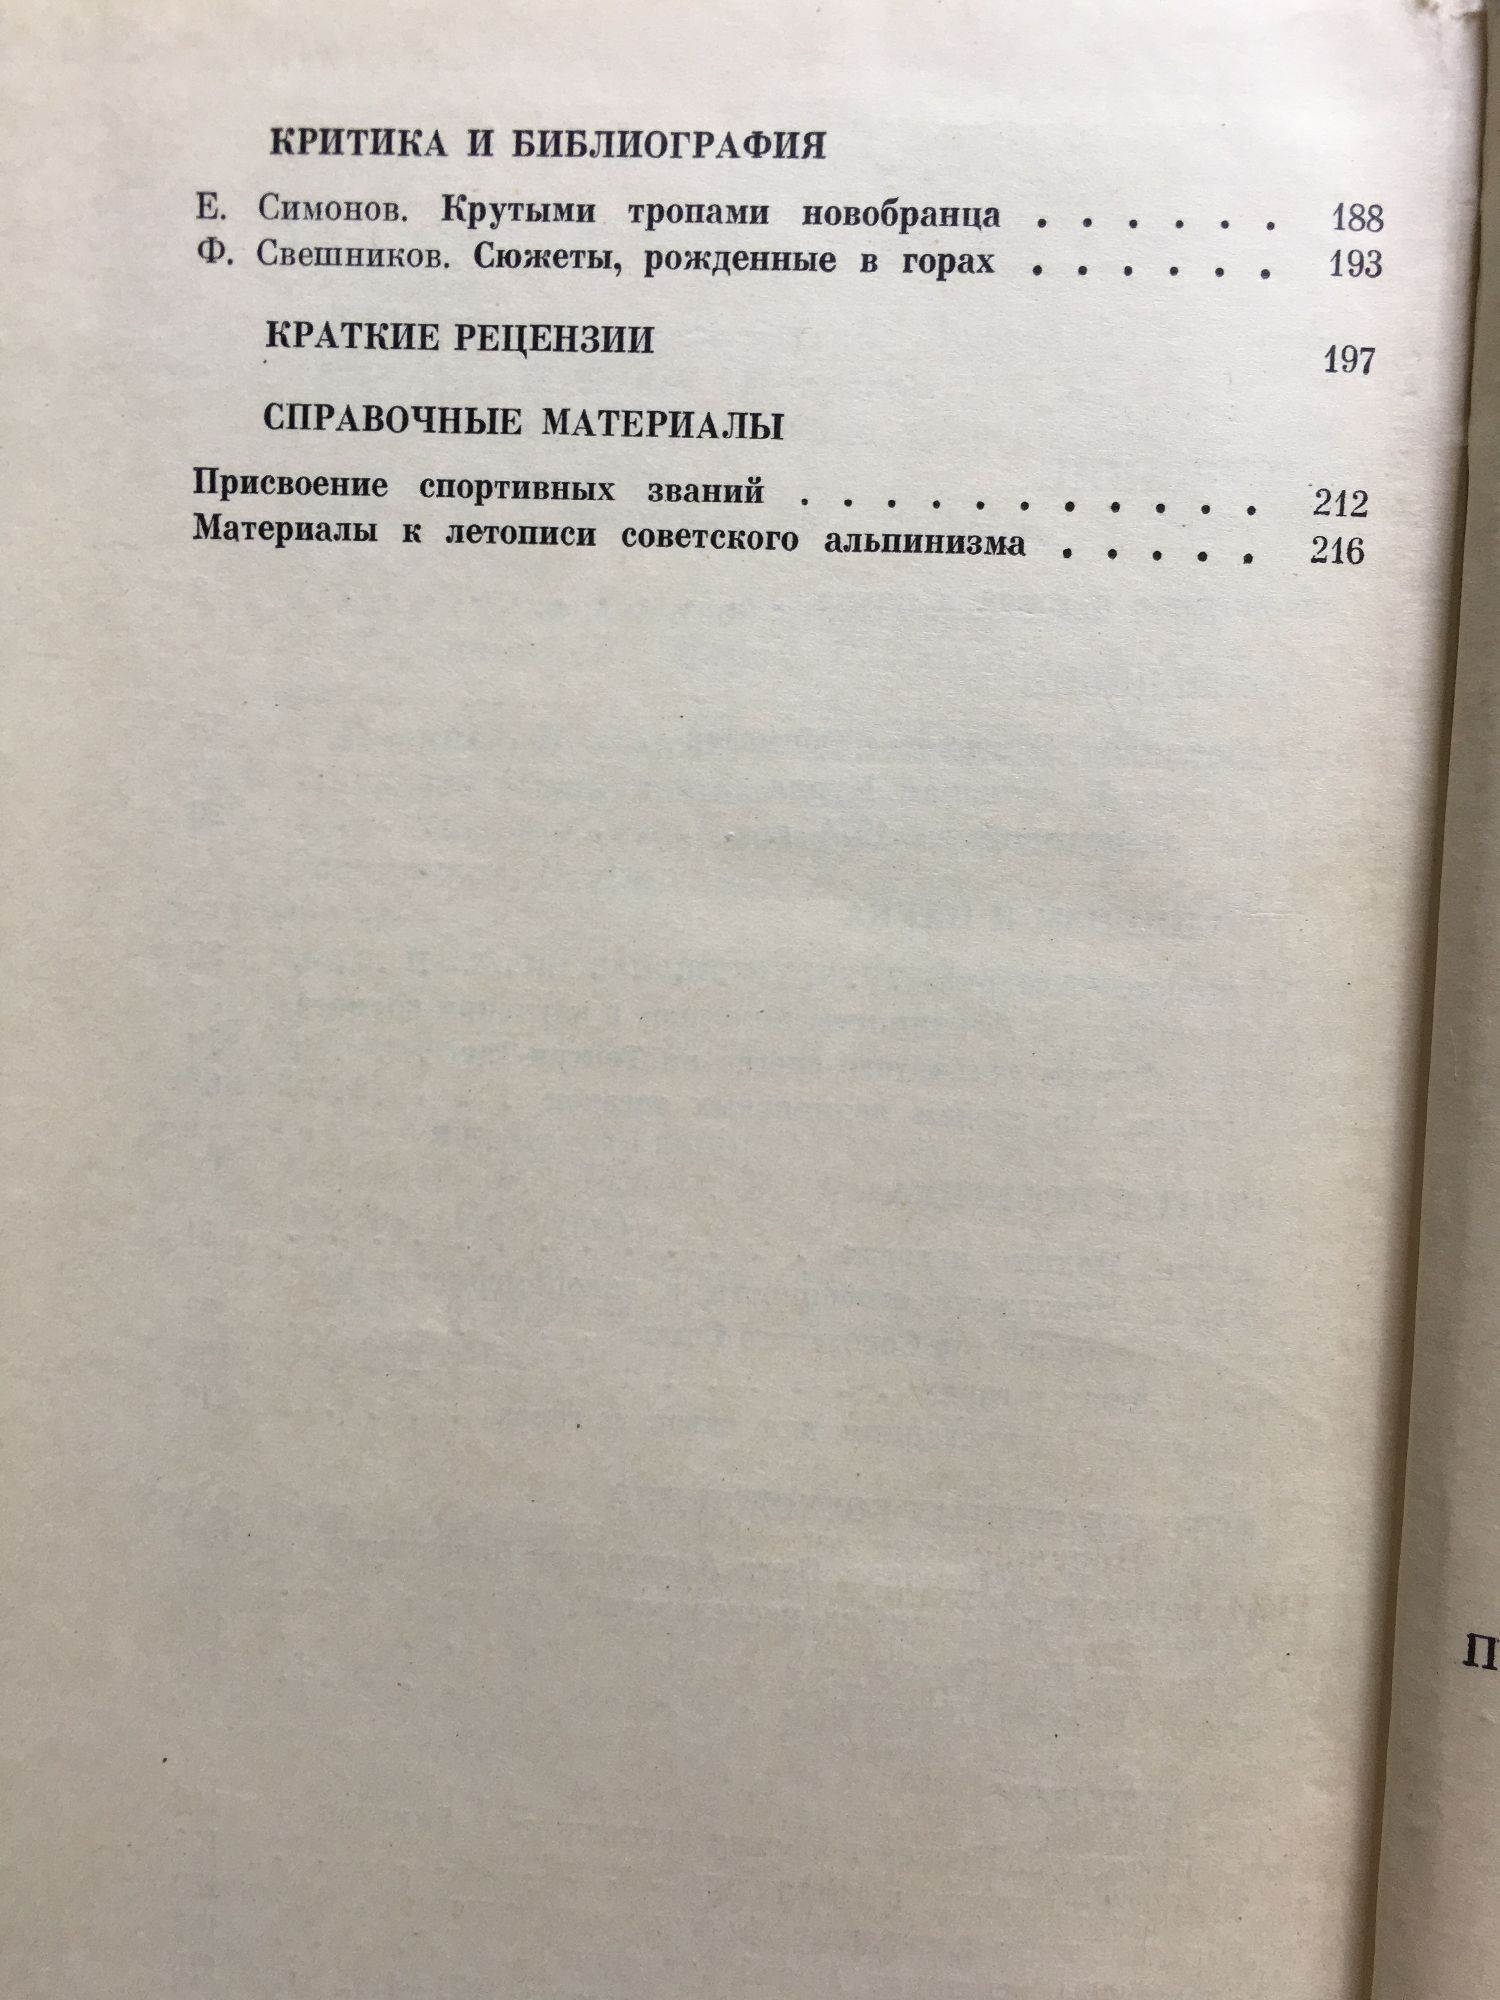 КРИТИКА И БИБЛИОГРАФИЯ
Е. Симонов. Крутыми тропами новобранца . . . . . . 188
Ф. Свешников. Сюжеты, рожденные в горах . . . . . . 193
КРАТКИЕ РЕЦЕНЗИИ 197
СПРАВОЧНЫЕ МАТЕРИАЛЫ
Присвоение спортивных званий . . . . . . . . . . . 212
Материалы к летописи советского альпинизма . . . . . 216